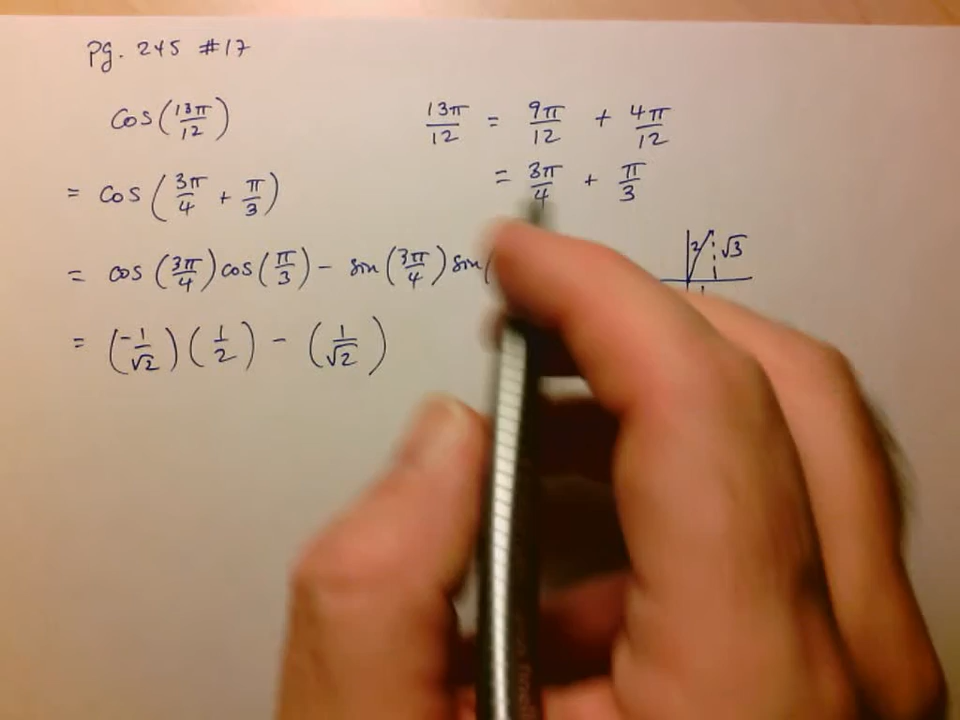 pg. 245 #17
cos(13π/12) 13π/12 = 9π/12 + 4π/12
= cos(3π/4 + π/3) = 3π/4 + π/3
= cos(3π/4)cos(π/3) - sin(3π/4)sin(
2 √3
1
= (-1/√2)(1/2) - (1/√2)